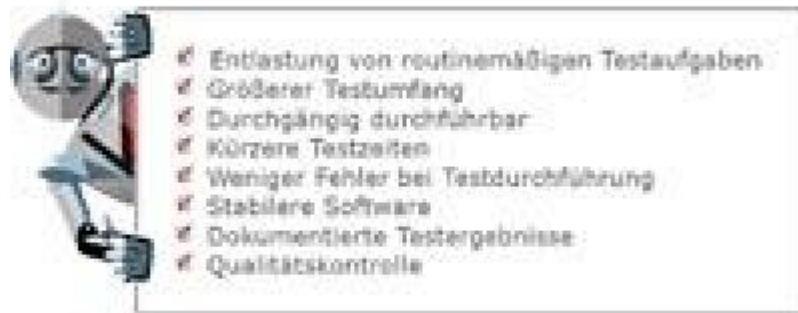 Entlastung von routinemäßigen Testaufgaben
Größerer Testumfang
Durchgängig durchführbar
Kürzere Testzeiten
Weniger Fehler bei Testdurchführung
Stabilere Software
Dokumentierte Testergebnisse
Qualitätskontrolle